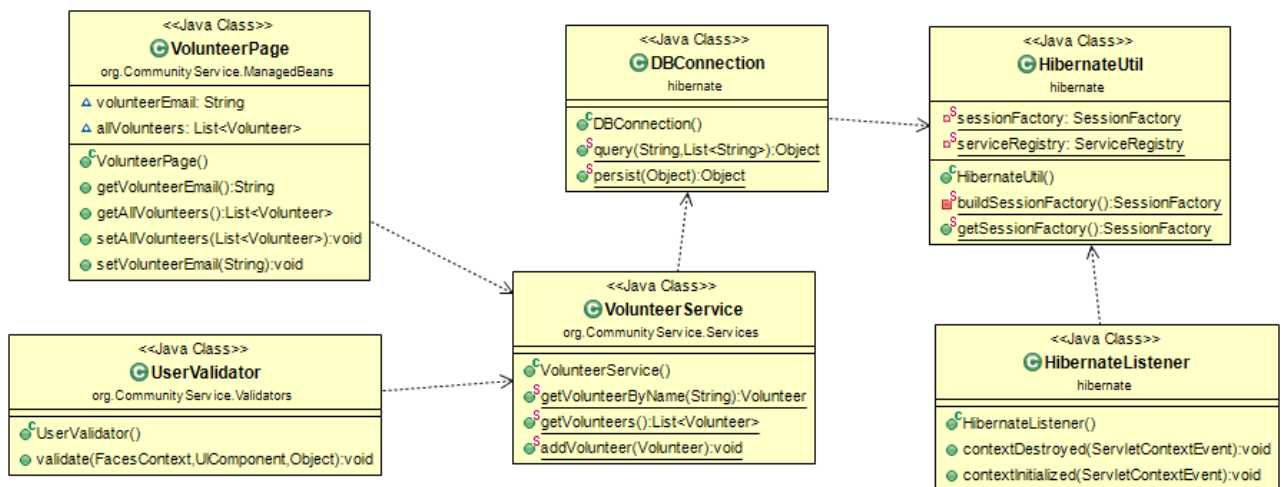 <<Java Class>>
VolunteerPage
org.CommunityService.ManagedBeans
volunteerEmail: String
allVolunteers: List<Volunteer>
VolunteerPage()
getVolunteerEmail():String
getAllVolunteers():List<Volunteer>
setAllVolunteers(List<Volunteer>):void
setVolunteerEmail(String):void
<<Java Class>>
DBConnection
hibernate
DBConnection()
query(String,List<String>):Object
persist(Object):Object
<<Java Class>>
HibernateUtil
hibernate
sessionFactory: SessionFactory
serviceRegistry: ServiceRegistry
HibernateUtil()
buildSessionFactory():SessionFactory
getSessionFactory():SessionFactory
<<Java Class>>
UserValidator
org.CommunityService.Validators
UserValidator()
validate(FacesContext,UIComponent,Object):void
<<Java Class>>
VolunteerService
org.CommunityService.Services
VolunteerService()
getVolunteerByName(String):Volunteer
getVolunteers():List<Volunteer>
addVolunteer(Volunteer):void
<<Java Class>>
HibernateListener
hibernate
HibernateListener()
contextDestroyed(ServletContextEvent):void
contextInitialized(ServletContextEvent):void